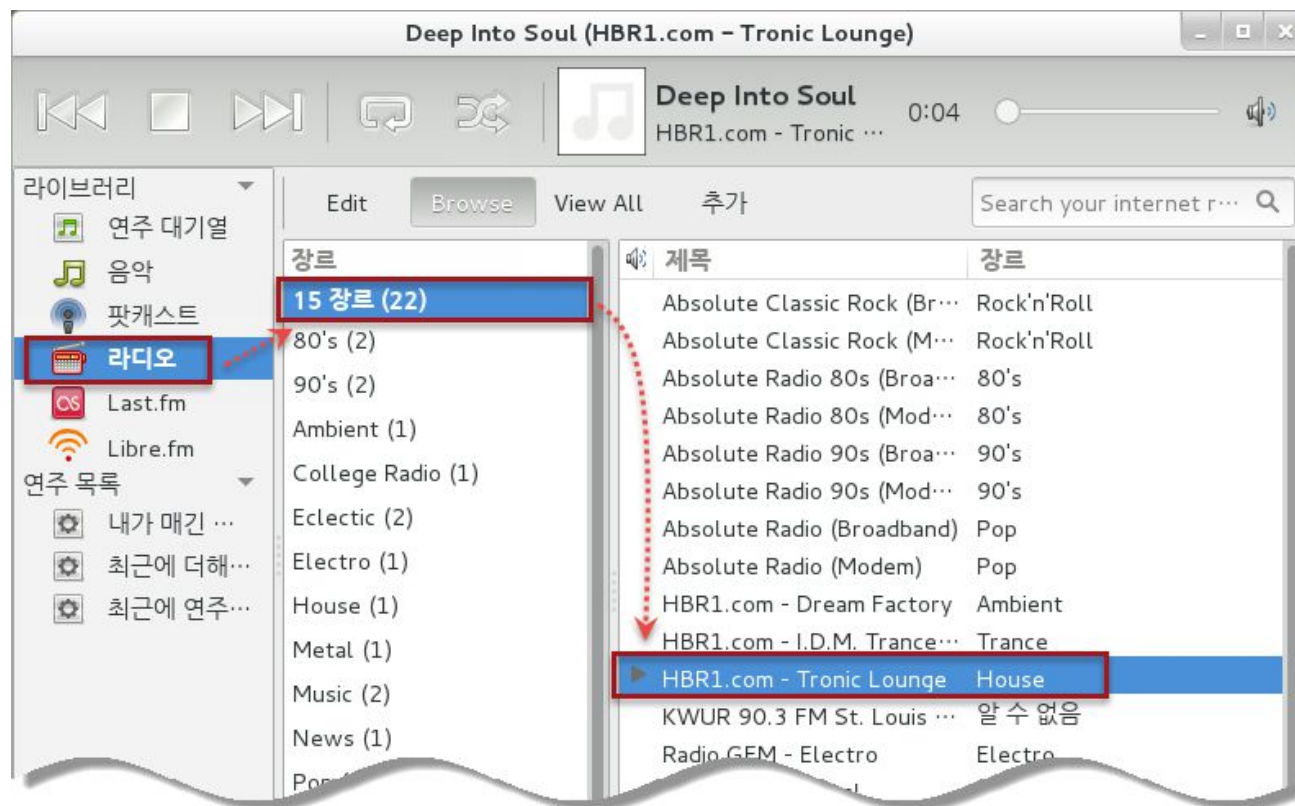 Deep Into Soul (HBR1.com – Tronic Lounge)
Deep Into Soul
HBR1.com - Tronic ···
0:04
라이브러리
연주 대기열
음악
팟캐스트
라디오
Last.fm
Libre.fm
연주 목록
내가 매긴 ···
최근에 더해···
최근에 연주···
Edit Browse View All 추가
Search your internet r···
장르
15 장르 (22)
80's (2)
90's (2)
Ambient (1)
College Radio (1)
Eclectic (2)
Electro (1)
House (1)
Metal (1)
Music (2)
News (1)
제목 장르
Absolute Classic Rock (Br··· Rock'n'Roll
Absolute Classic Rock (M··· Rock'n'Roll
Absolute Radio 80s (Broa··· 80's
Absolute Radio 80s (Mod··· 80's
Absolute Radio 90s (Broa··· 90's
Absolute Radio 90s (Mod··· 90's
Absolute Radio (Broadband) Pop
Absolute Radio (Modem) Pop
HBR1.com - Dream Factory Ambient
HBR1.com - I.D.M. Trance··· Trance
HBR1.com - Tronic Lounge House
KWUR 90.3 FM St. Louis ··· 알 수 없음
Radio GFM - Electro Electro